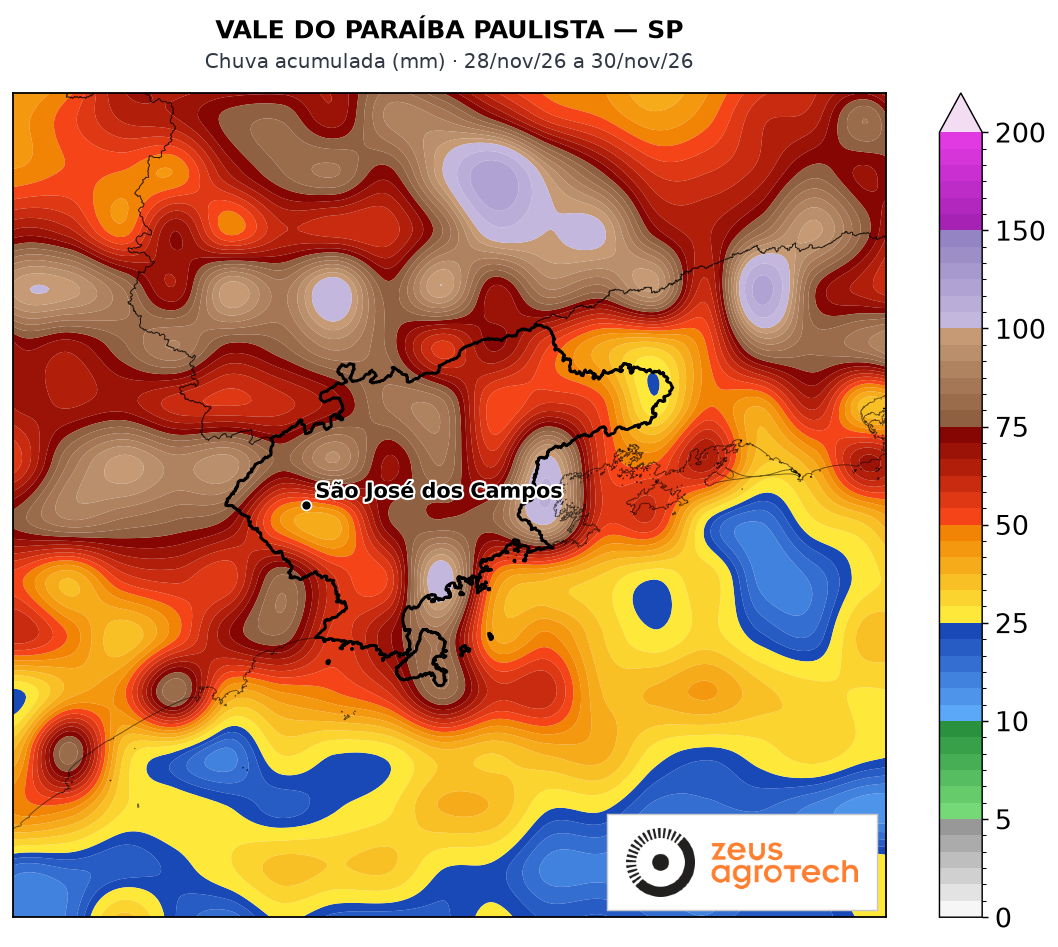 VALE DO PARAÍBA PAULISTA — SP
Chuva acumulada (mm) · 28/nov/26 a 30/nov/26
200
150
100
75
São José dos Campos
50
25
10
5
0
zeus
agrotech